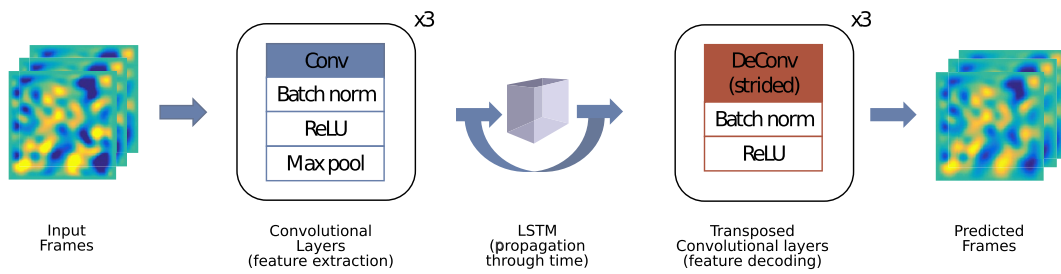 x3
x3
Conv
Batch norm
ReLU
Max pool
DeConv
(strided)
Batch norm
ReLU
Input
Frames
Convolutional
Layers
(feature extraction)
LSTM
(propagation
through time)
Transposed
Convolutional layers
(feature decoding)
Predicted
Frames